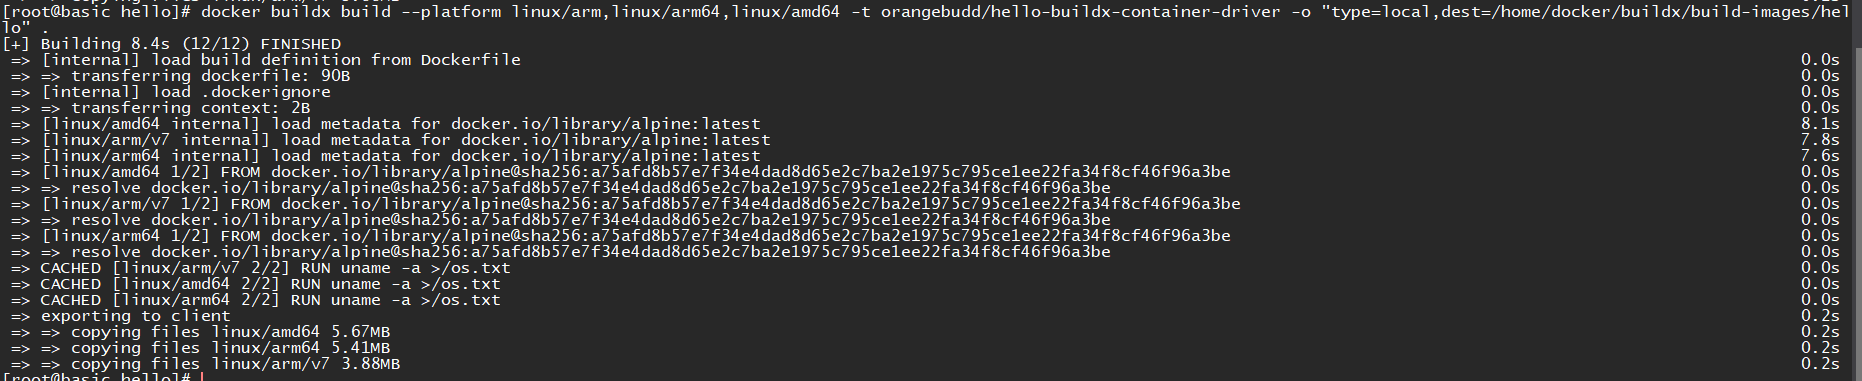 [root@basic hello]# docker buildx build --platform linux/arm,linux/arm64,linux/amd64 -t orangebudd/hello-buildx-container-driver -o "type=local,dest=/home/docker/buildx/build-images/hel
lo" .
[+] Building 8.4s (12/12) FINISHED
=> [internal] load build definition from Dockerfile 0.0s
=> => transferring dockerfile: 90B 0.0s
=> [internal] load .dockerignore 0.0s
=> => transferring context: 2B 0.0s
=> [linux/amd64 internal] load metadata for docker.io/library/alpine:latest 8.1s
=> [linux/arm/v7 internal] load metadata for docker.io/library/alpine:latest 7.8s
=> [linux/arm64 internal] load metadata for docker.io/library/alpine:latest 7.6s
=> [linux/amd64 1/2] FROM docker.io/library/alpine@sha256:a75afd8b57e7f34e4dad8d65e2c7ba2e1975c795ce1ee22fa34f8cf46f96a3be 0.0s
=> => resolve docker.io/library/alpine@sha256:a75afd8b57e7f34e4dad8d65e2c7ba2e1975c795ce1ee22fa34f8cf46f96a3be 0.0s
=> [linux/arm/v7 1/2] FROM docker.io/library/alpine@sha256:a75afd8b57e7f34e4dad8d65e2c7ba2e1975c795ce1ee22fa34f8cf46f96a3be 0.0s
=> => resolve docker.io/library/alpine@sha256:a75afd8b57e7f34e4dad8d65e2c7ba2e1975c795ce1ee22fa34f8cf46f96a3be 0.0s
=> [linux/arm64 1/2] FROM docker.io/library/alpine@sha256:a75afd8b57e7f34e4dad8d65e2c7ba2e1975c795ce1ee22fa34f8cf46f96a3be 0.0s
=> => resolve docker.io/library/alpine@sha256:a75afd8b57e7f34e4dad8d65e2c7ba2e1975c795ce1ee22fa34f8cf46f96a3be 0.0s
=> CACHED [linux/arm/v7 2/2] RUN uname -a >/os.txt 0.0s
=> CACHED [linux/amd64 2/2] RUN uname -a >/os.txt 0.0s
=> CACHED [linux/arm64 2/2] RUN uname -a >/os.txt 0.0s
=> exporting to client 0.2s
=> => copying files linux/amd64 5.67MB 0.2s
=> => copying files linux/arm64 5.41MB 0.2s
=> => copying files linux/arm/v7 3.88MB 0.2s
[root@basic hello]#